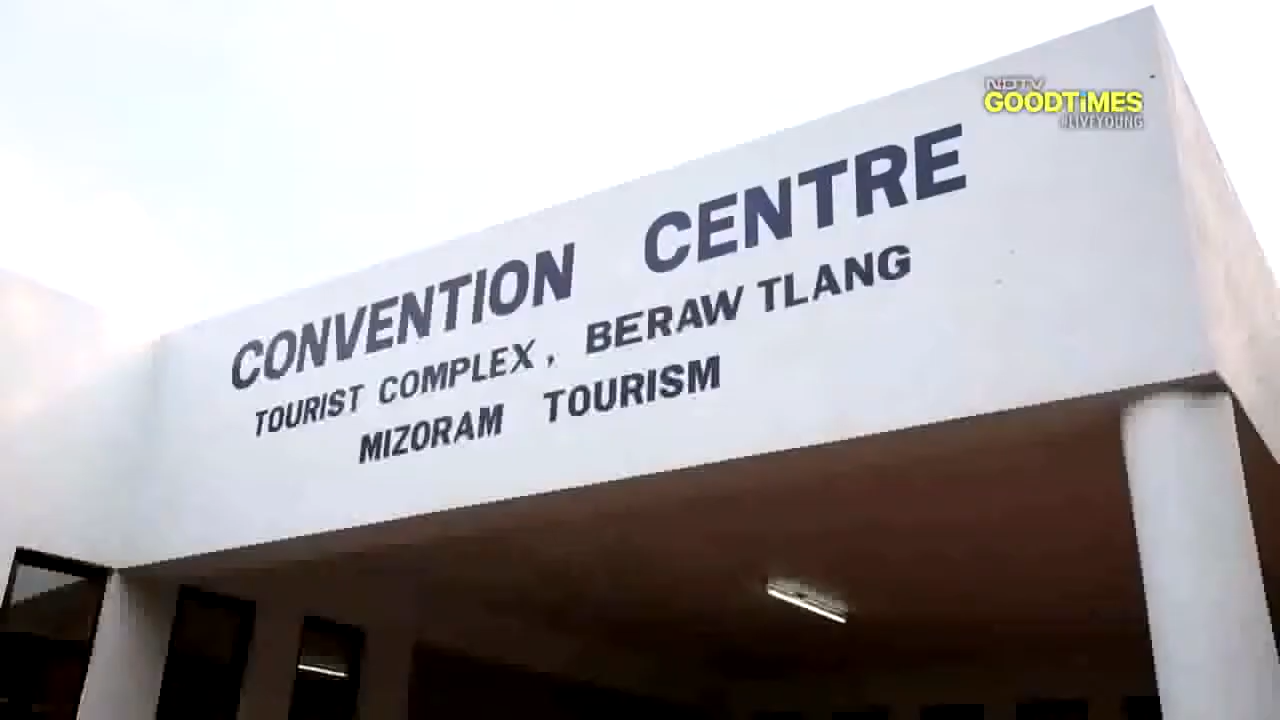 NDTV
GOODTiMES
#LIVEYOUNG
CONVENTION CENTRE
TOURIST COMPLEX, BERAW TLANG
MIZORAM TOURISM